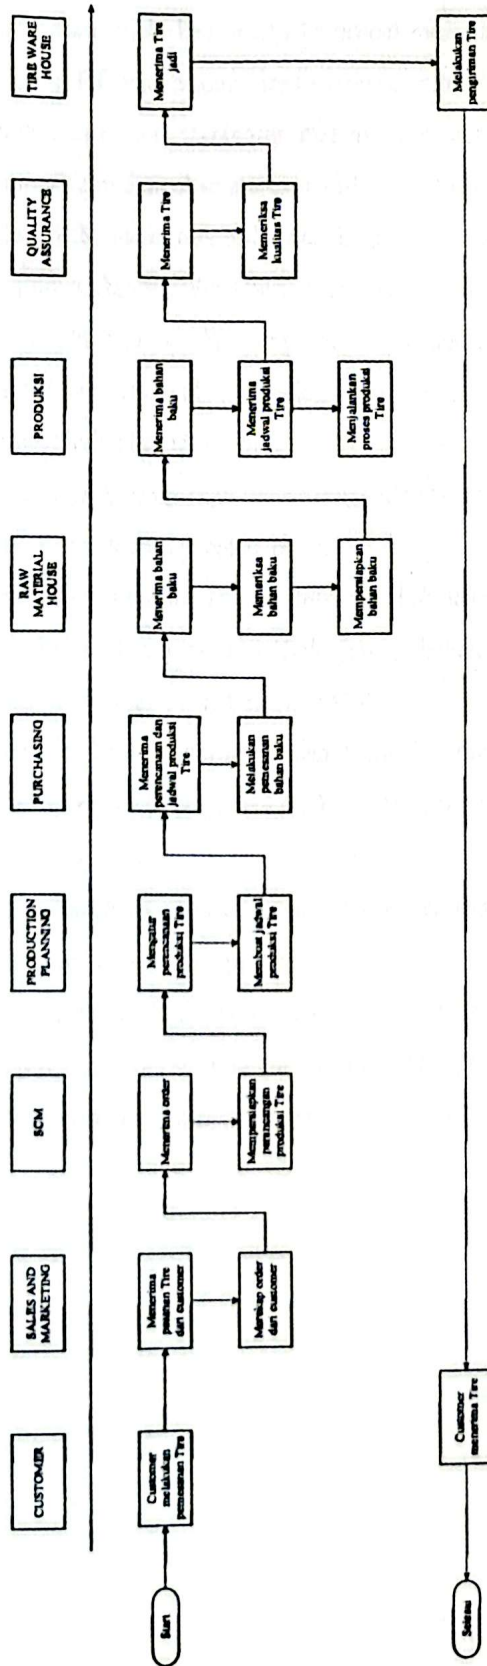 CUSTOMER
SALES AND
MARKETING
SCM
PRODUCTION
PLANNING
PURCHASING
RAW
MATERIAL
HOUSE
PRODUKSI
QUALITY
ASSURANCE
TIRE WARE
HOUSE
Start
Customer
melakukan
pemesanan Tire
Menerima
pesanan Tire
dari customer
Merekap order
dari customer
Menerima order
Mempersiapkan
perancangan
produksi Tire
Mengatur
perencanaan
produksi Tire
Membuat jadwal
produksi Tire
Menerima
perencanaan dan
jadwal produksi
Tire
Melakukan
pemesanan
bahan baku
Menerima bahan
baku
Memeriksa
bahan baku
Mempersiapkan
bahan baku
Menerima bahan
baku
Menerima
jadwal produksi
Tire
Menjalankan
proses produksi
Tire
Menerima Tire
Memeriksa
kualitas Tire
Menerima Tire
jadi
Melakukan
pengiriman Tire
Customer
menerima Tire
Selesai